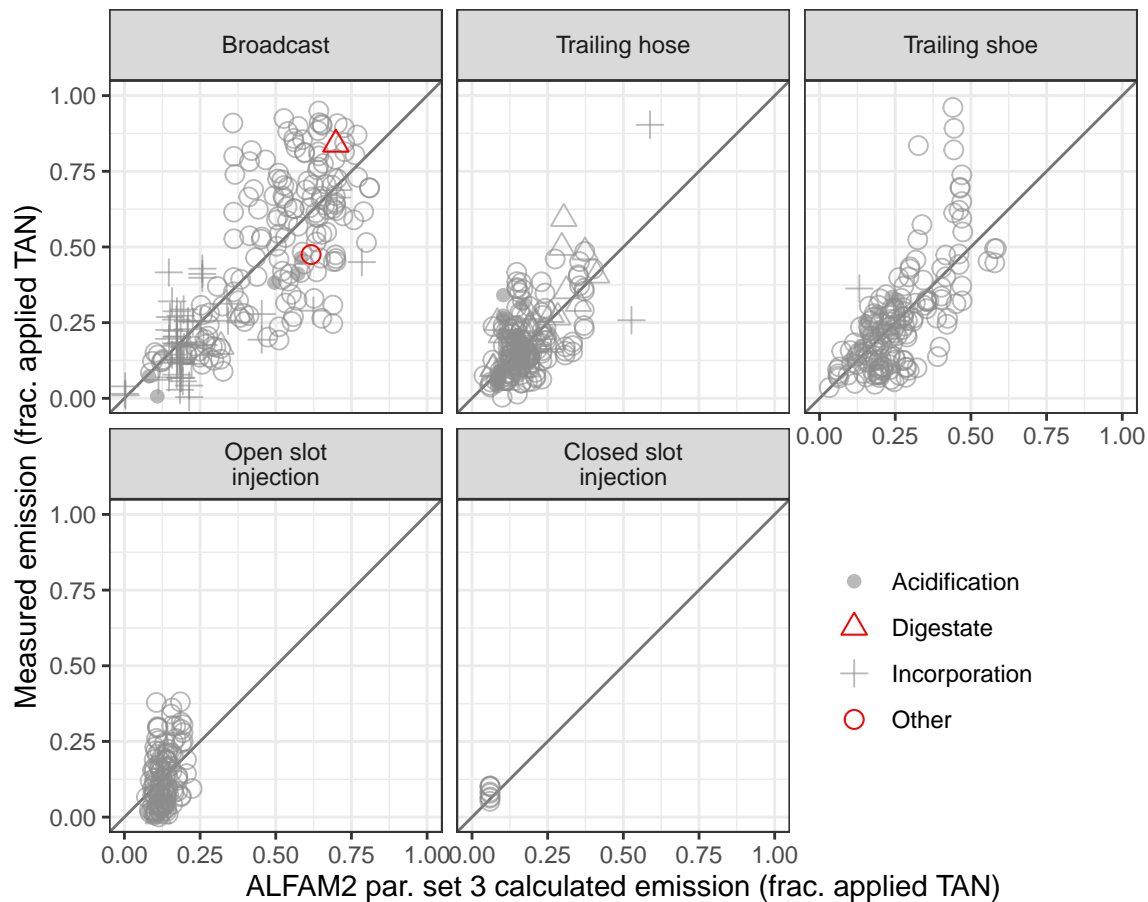 Broadcast
Trailing hose
Trailing shoe
1.00
0.75
0.50
0.25
0.00
0.00 0.25 0.50 0.75 1.00
Open slot
injection
Closed slot
injection
1.00
0.75
0.50
0.25
0.00
0.00 0.25 0.50 0.75 1.00
0.00 0.25 0.50 0.75 1.00
Measured emission (frac. applied TAN)
ALFAM2 par. set 3 calculated emission (frac. applied TAN)
Acidification
Digestate
Incorporation
Other